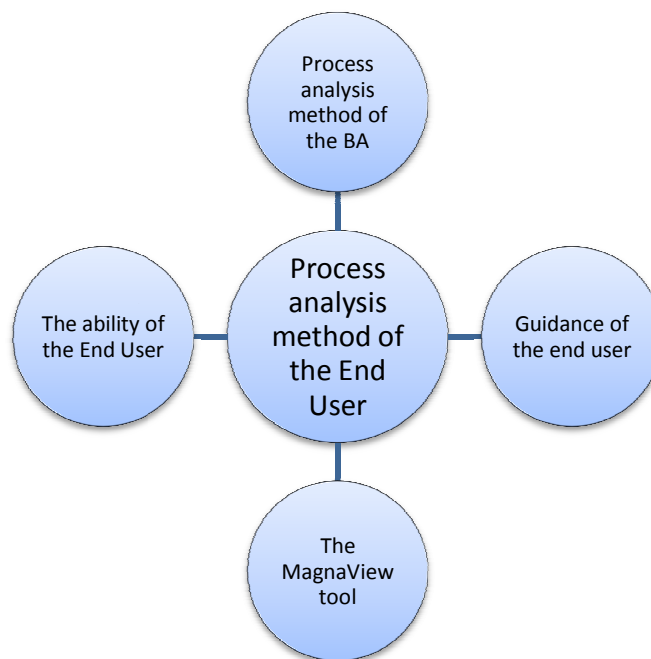 Process
analysis
method of
the BA
The ability of
the End User
Process
analysis
method of
the End
User
Guidance of
the end user
The
MagnaView
tool